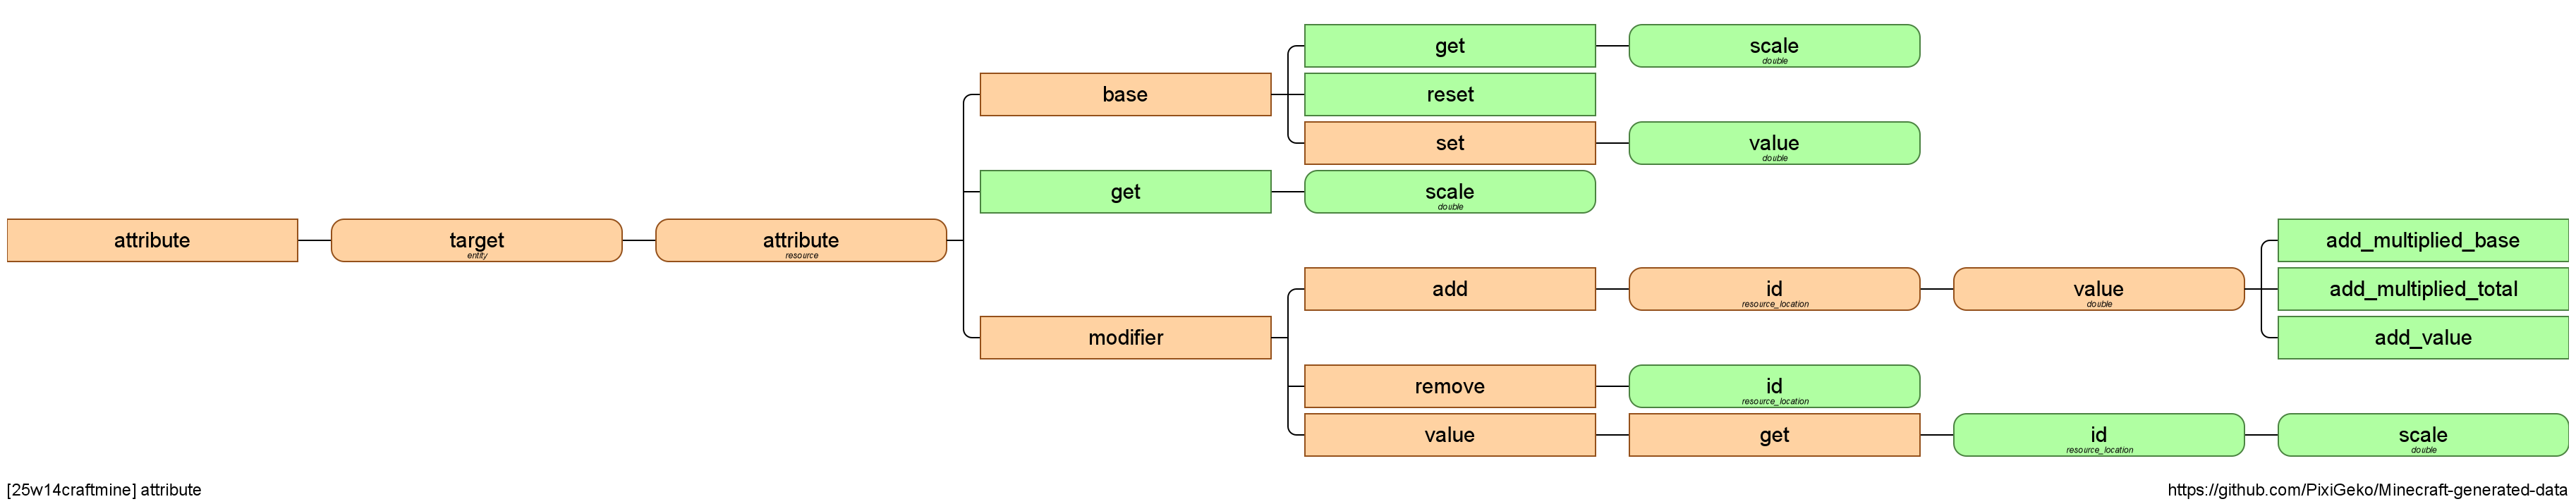 get
scale
double
base
reset
set
value
double
get
scale
double
attribute
target
entity
attribute
resource
add_multiplied_base
add
id
resource_location
value
double
add_multiplied_total
modifier
add_value
remove
id
resource_location
value
get
id
resource_location
scale
double
[25w14craftmine] attribute
https://github.com/PixiGeko/Minecraft-generated-data